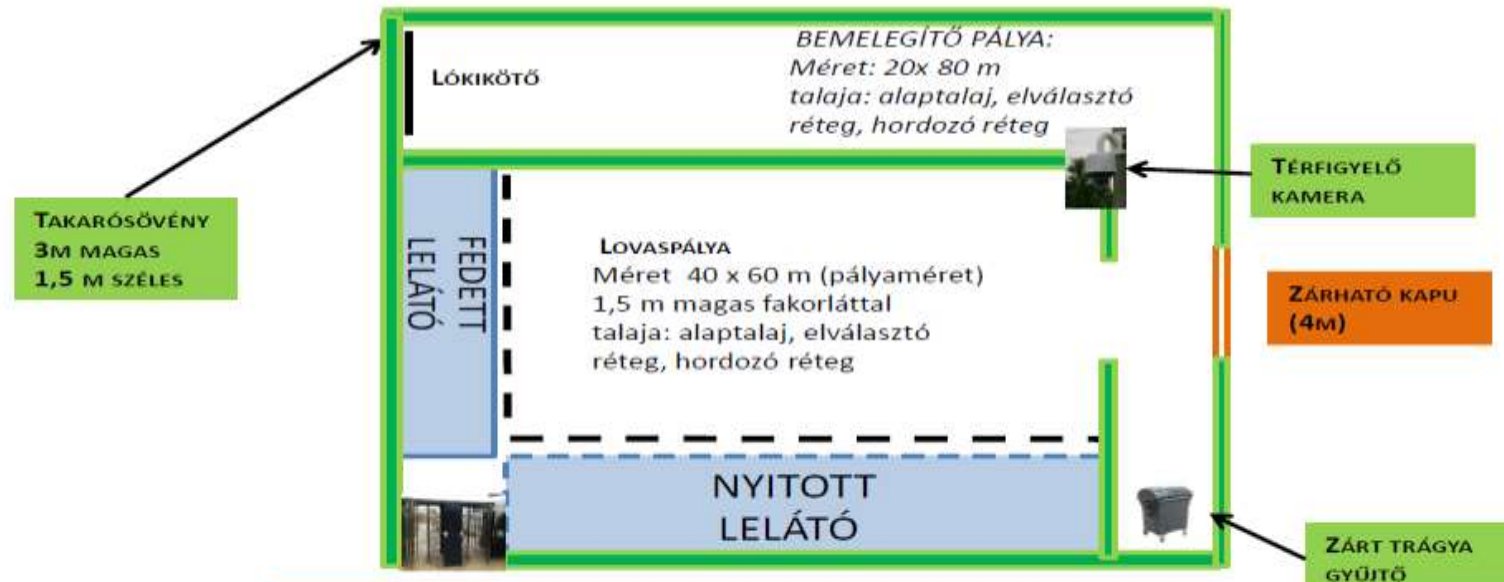 BEMELEGÍTŐ PÁLYA:
Méret: 20x 80 m
talaja: alaptalaj, elválasztó
réteg, hordozó réteg
LÓKIKÖTŐ
TÉRFIGYELŐ
KAMERA
TAKARÓSÖVÉNY
3M MAGAS
1,5 M SZÉLES
FEDETT
LELÁTÓ
LOVASPÁLYA
Méret 40 x 60 m (pályaméret)
1,5 m magas fakorláttal
talaja: alaptalaj, elválasztó
réteg, hordozó réteg
ZÁRHATÓ KAPU
(4M)
NYITOTT
LELÁTÓ
ZÁRT TRÁGYA
GYŰJTŐ